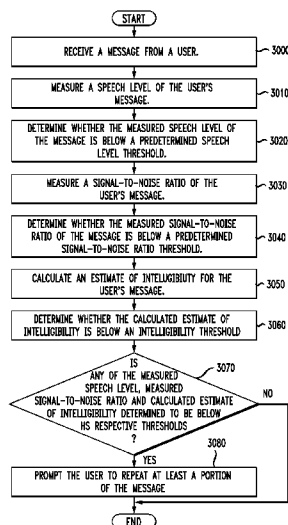 START
RECEIVE A MESSAGE FROM A USER.
3000
MEASURE A SPEECH LEVEL OF THE USER'S
MESSAGE.
3010
DETERMINE WHETHER THE MEASURED SPEECH LEVEL OF
THE MESSAGE IS BELOW A PREDETERMINED SPEECH
LEVEL THRESHOLD.
3020
MEASURE A SIGNAL-TO-NOISE RATIO OF THE
USER'S MESSAGE.
3030
DETERMINE WHETHER THE MEASURED SIGNAL-TO-NOISE
RATIO OF THE MESSAGE IS BELOW A PREDETERMINED
SIGNAL-TO-NOISE RATIO THRESHOLD.
3040
CALCULATE AN ESTIMATE OF INTELUGIBIUTY FOR THE
USER'S MESSAGE.
3050
DETERMINE WHETHER THE CALCULATED ESTIMATE OF
INTELLIGIBILITY IS BELOW AN INTELLIGIBILITY THRESHOLD
3060
IS
ANY OF THE MEASURED
SPEECH LEVEL, MEASURED
SIGNAL-TO-NOISE RATIO AND CALCULATED ESTIMATE
OF INTELLIGIBILITY DETERMINED TO BE BELOW
HS RESPECTIVE THRESHOLDS
?
3070
NO
YES
3080
PROMPT THE USER TO REPEAT AT LEAST A PORTION
OF THE MESSAGE
END